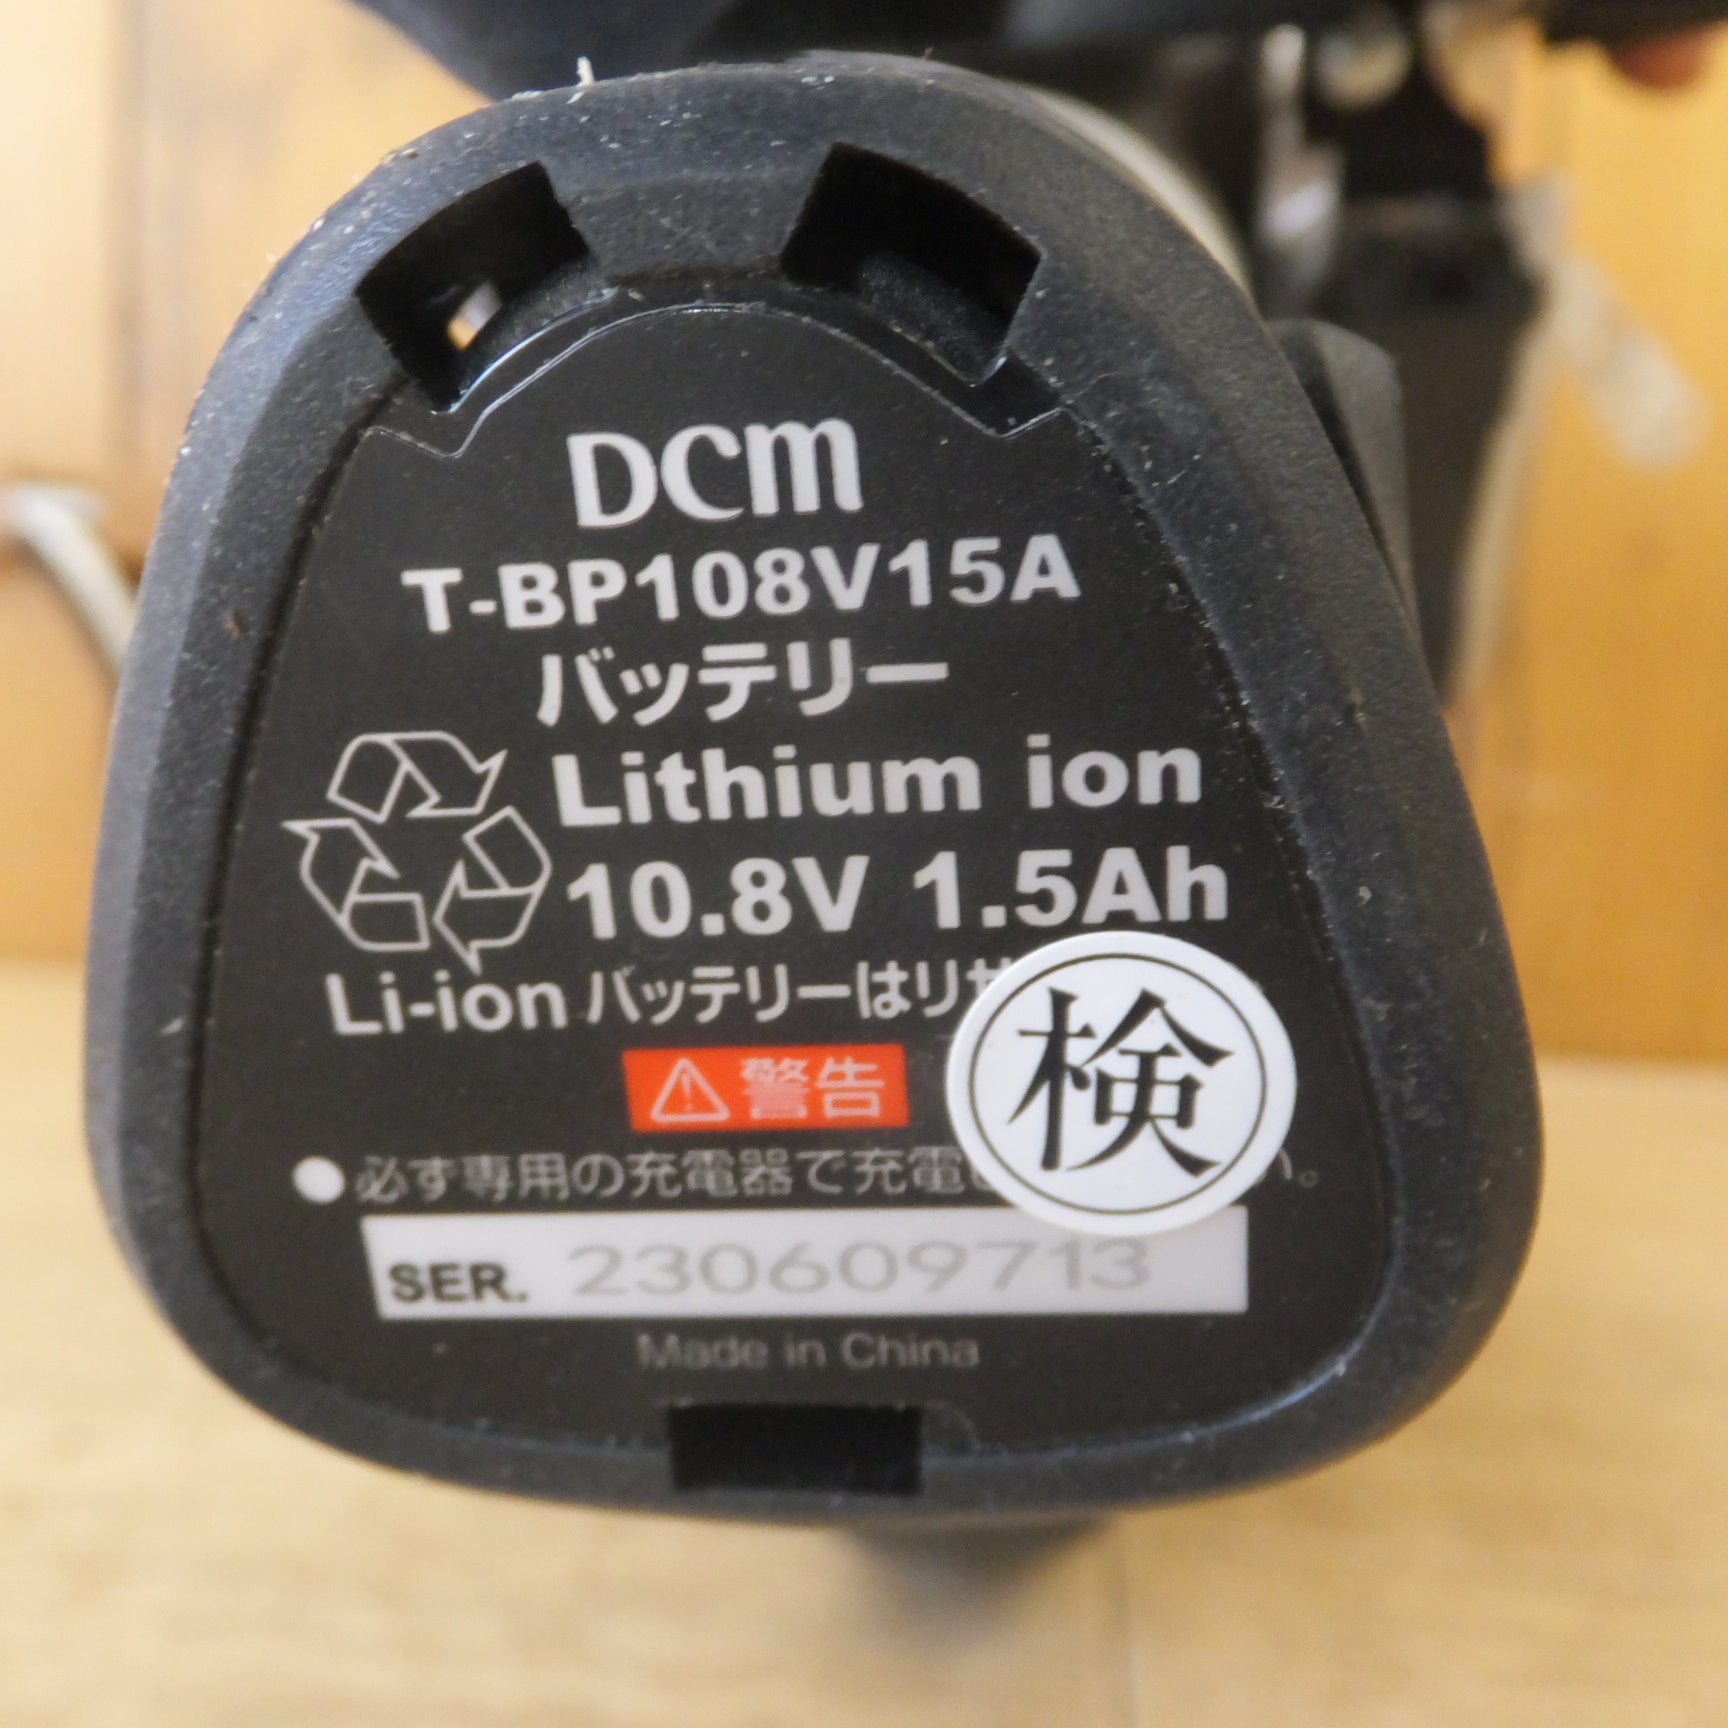 DCM
T-BP108V15A
バッテリー
Lithium ion
10.8V 1.5Ah
Li-ion バッテリーはリサ
検
警告
●必ず専用の充電器で充電し い。
SER. 230609713
Made in China